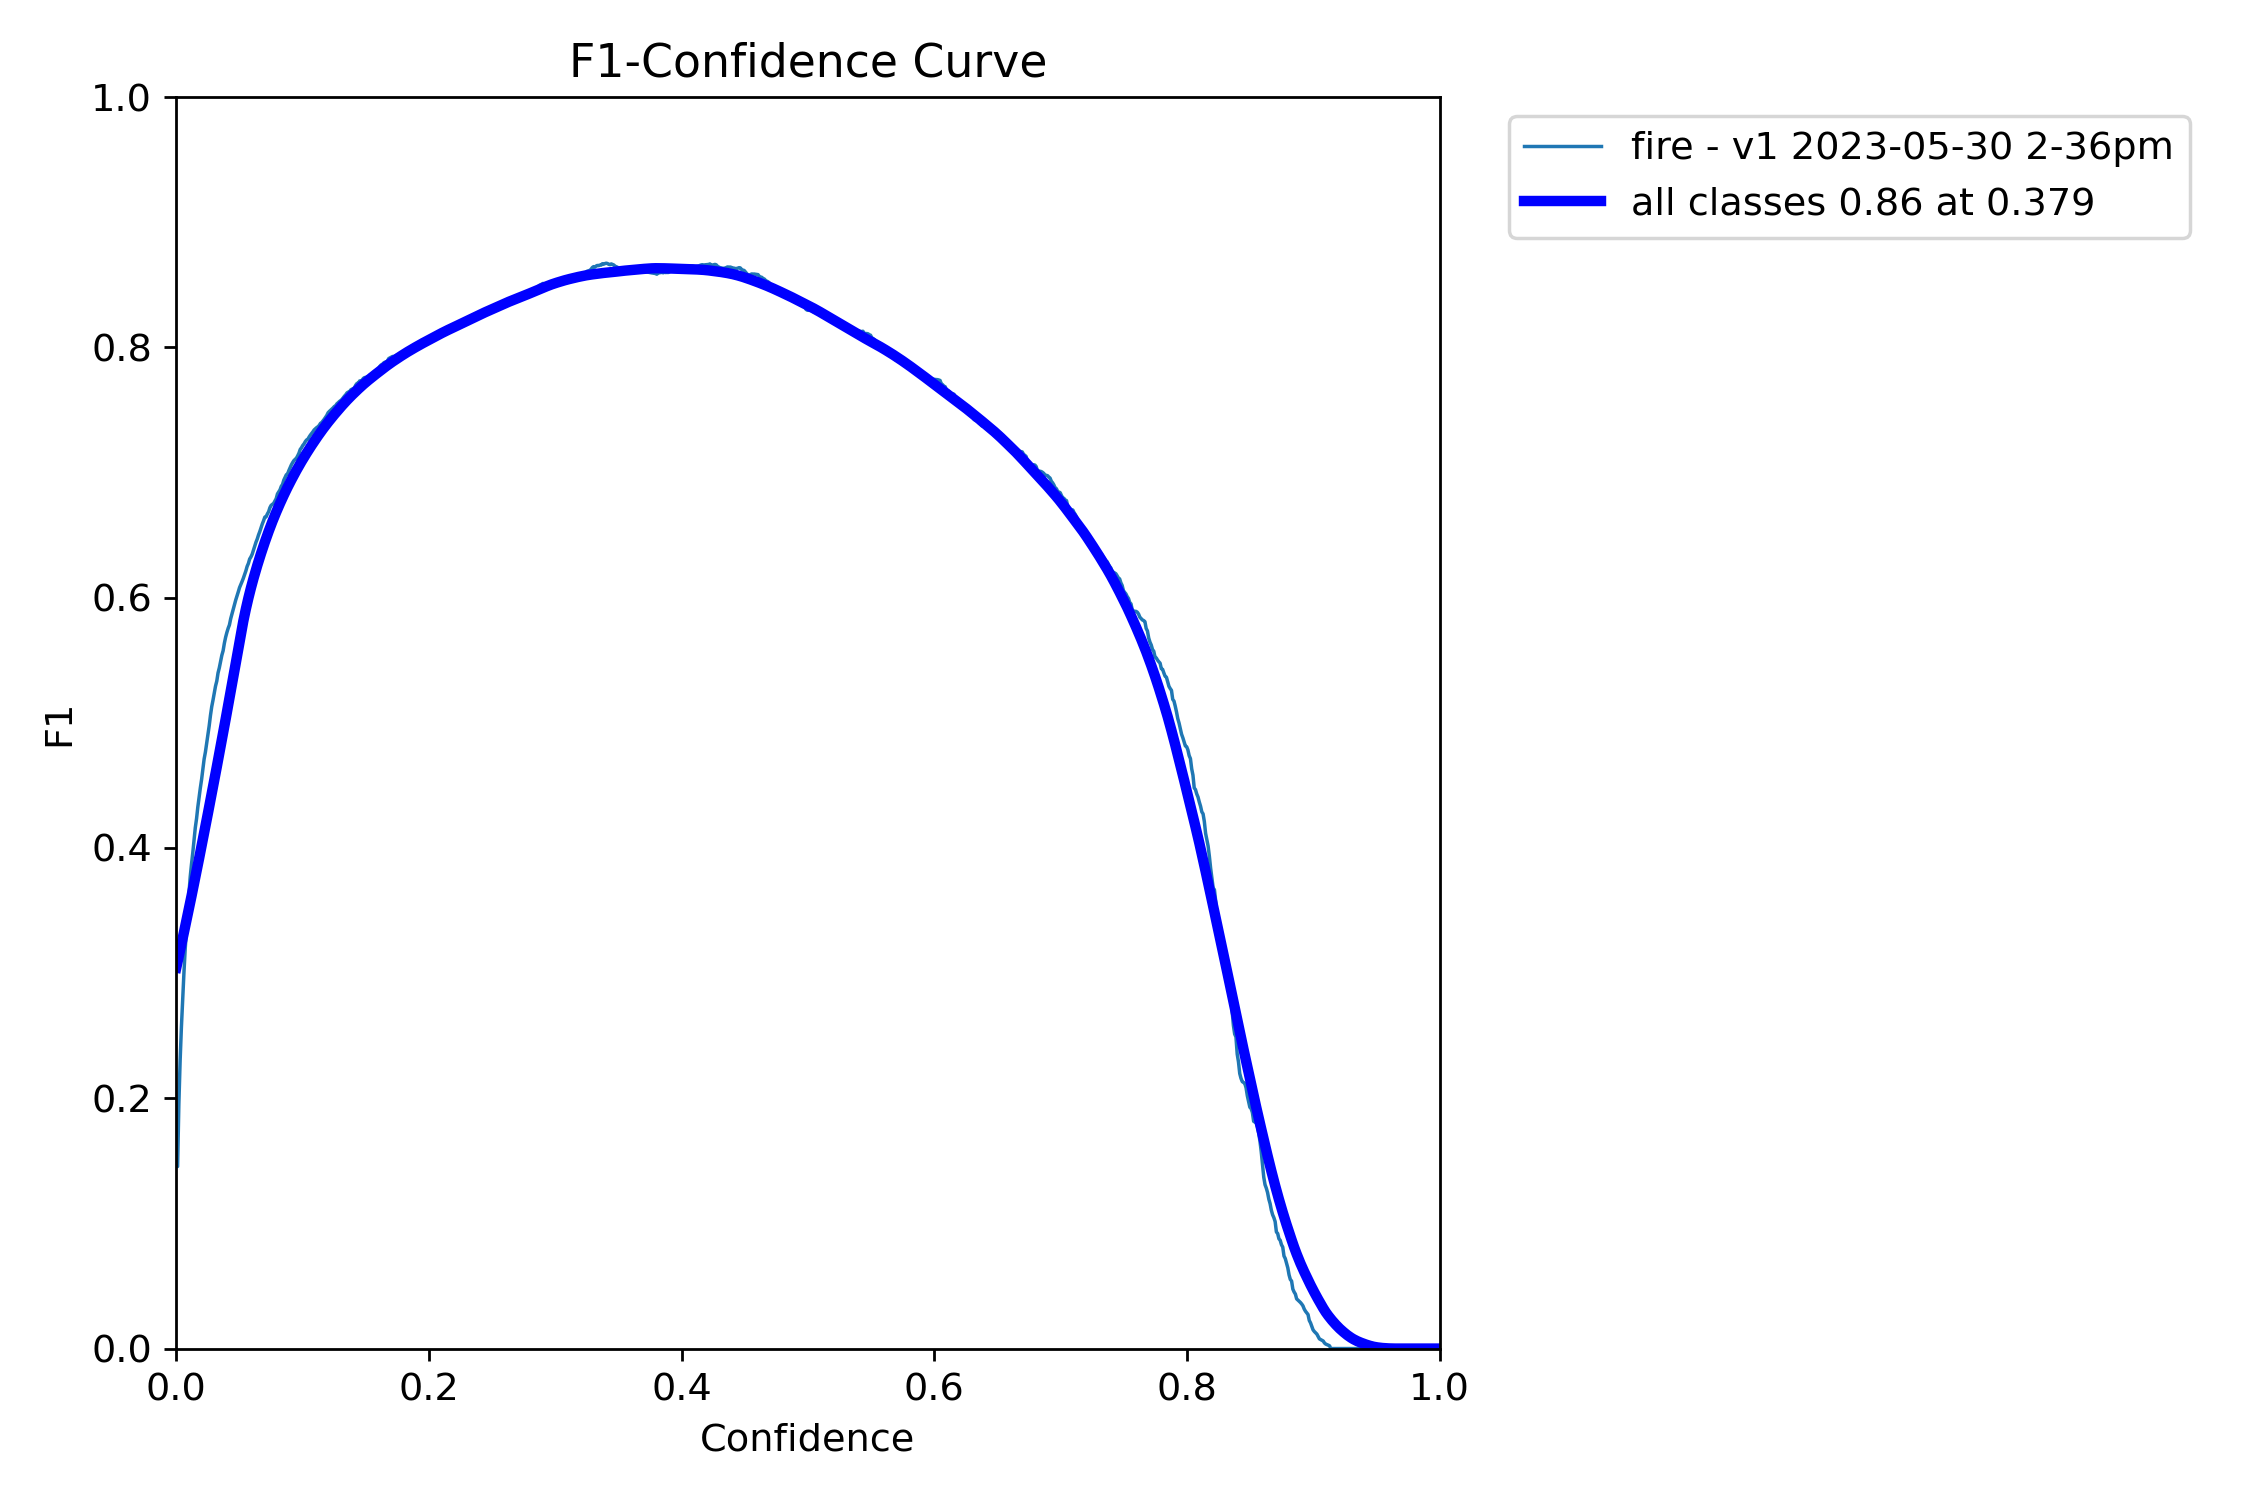 F1-Confidence Curve
fire - v1 2023-05-30 2-36pm
all classes 0.86 at 0.379
F1
1.0
0.8
0.6
0.4
0.2
0.0
0.0 0.2 0.4 0.6 0.8 1.0
Confidence